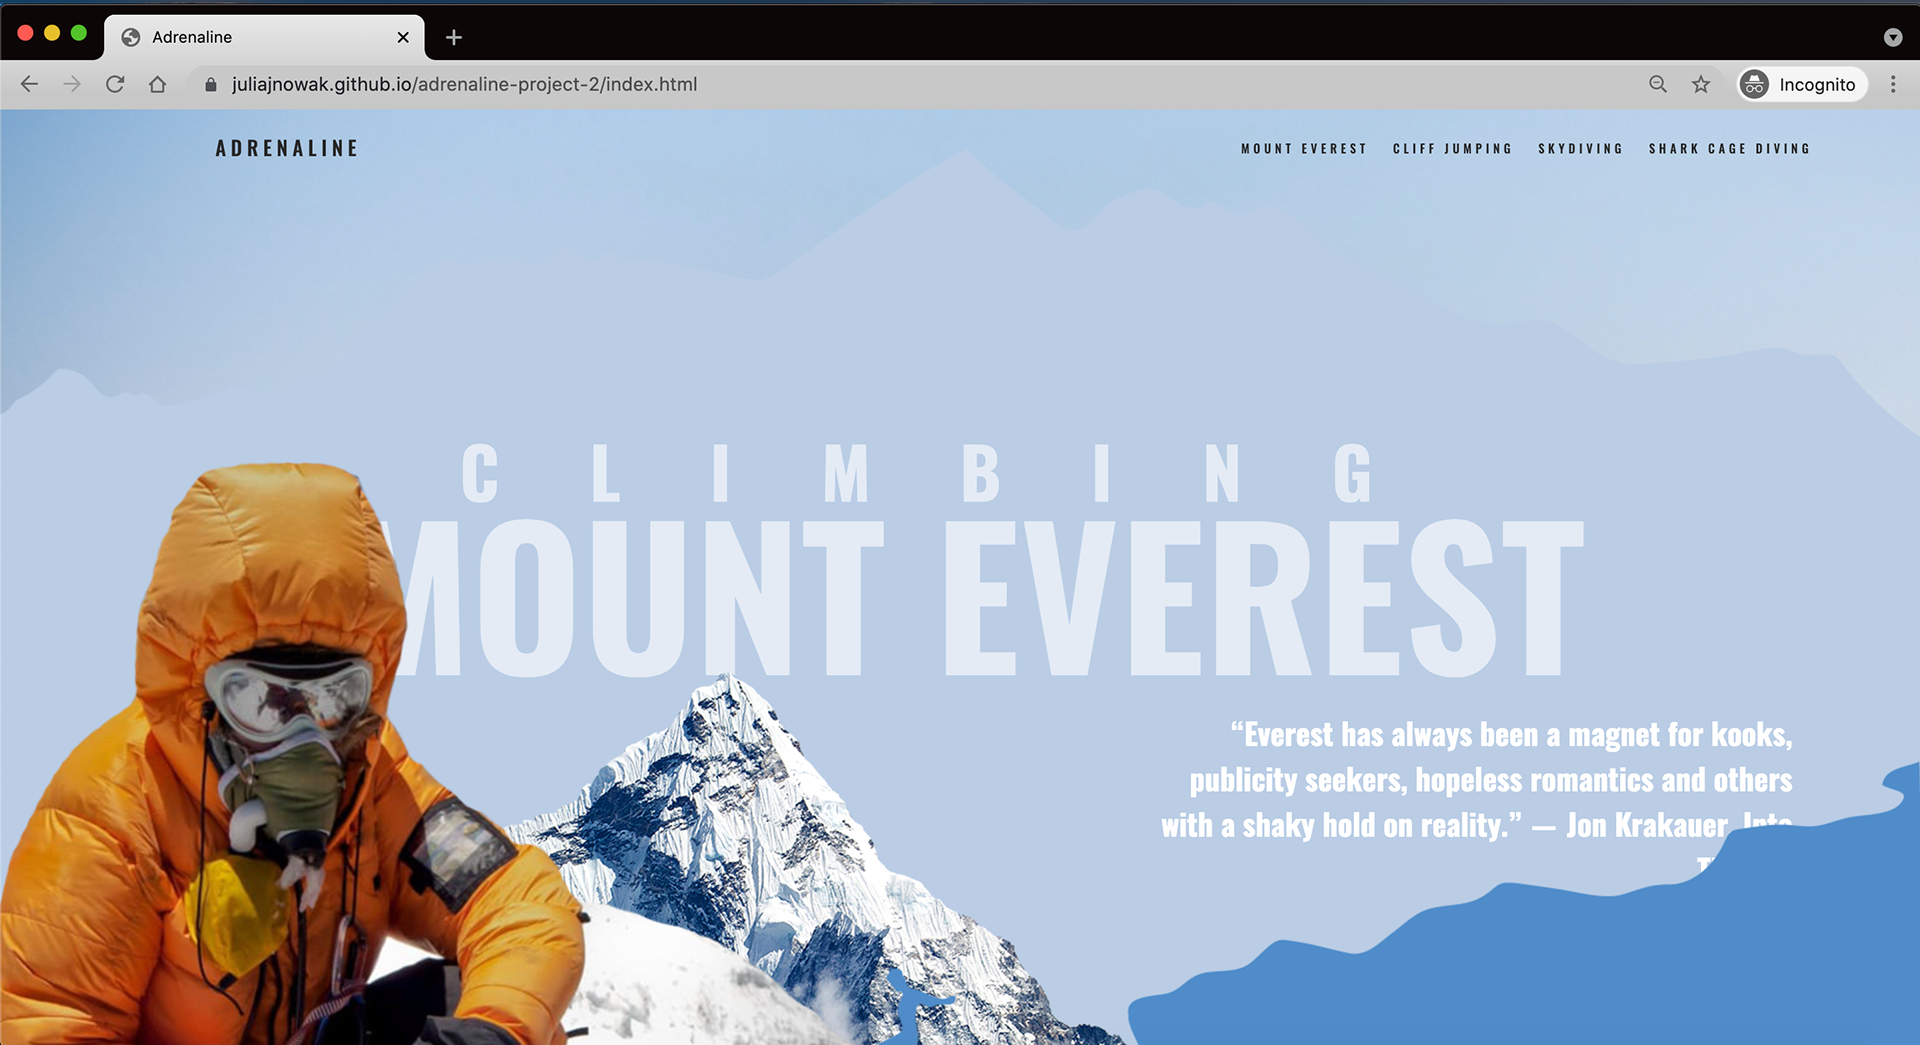 Adrenaline
juliajnowak.github.io/adrenaline-project-2/index.html
Incognito
ADRENALINE
MOUNT EVEREST CLIFF JUMPING SKYDIVING SHARK CAGE DIVING
CLIMBING
MOUNT EVEREST
“Everest has always been a magnet for kooks,
publicity seekers, hopeless romantics and others
with a shaky hold on reality.” — Jon Krakauer, Into